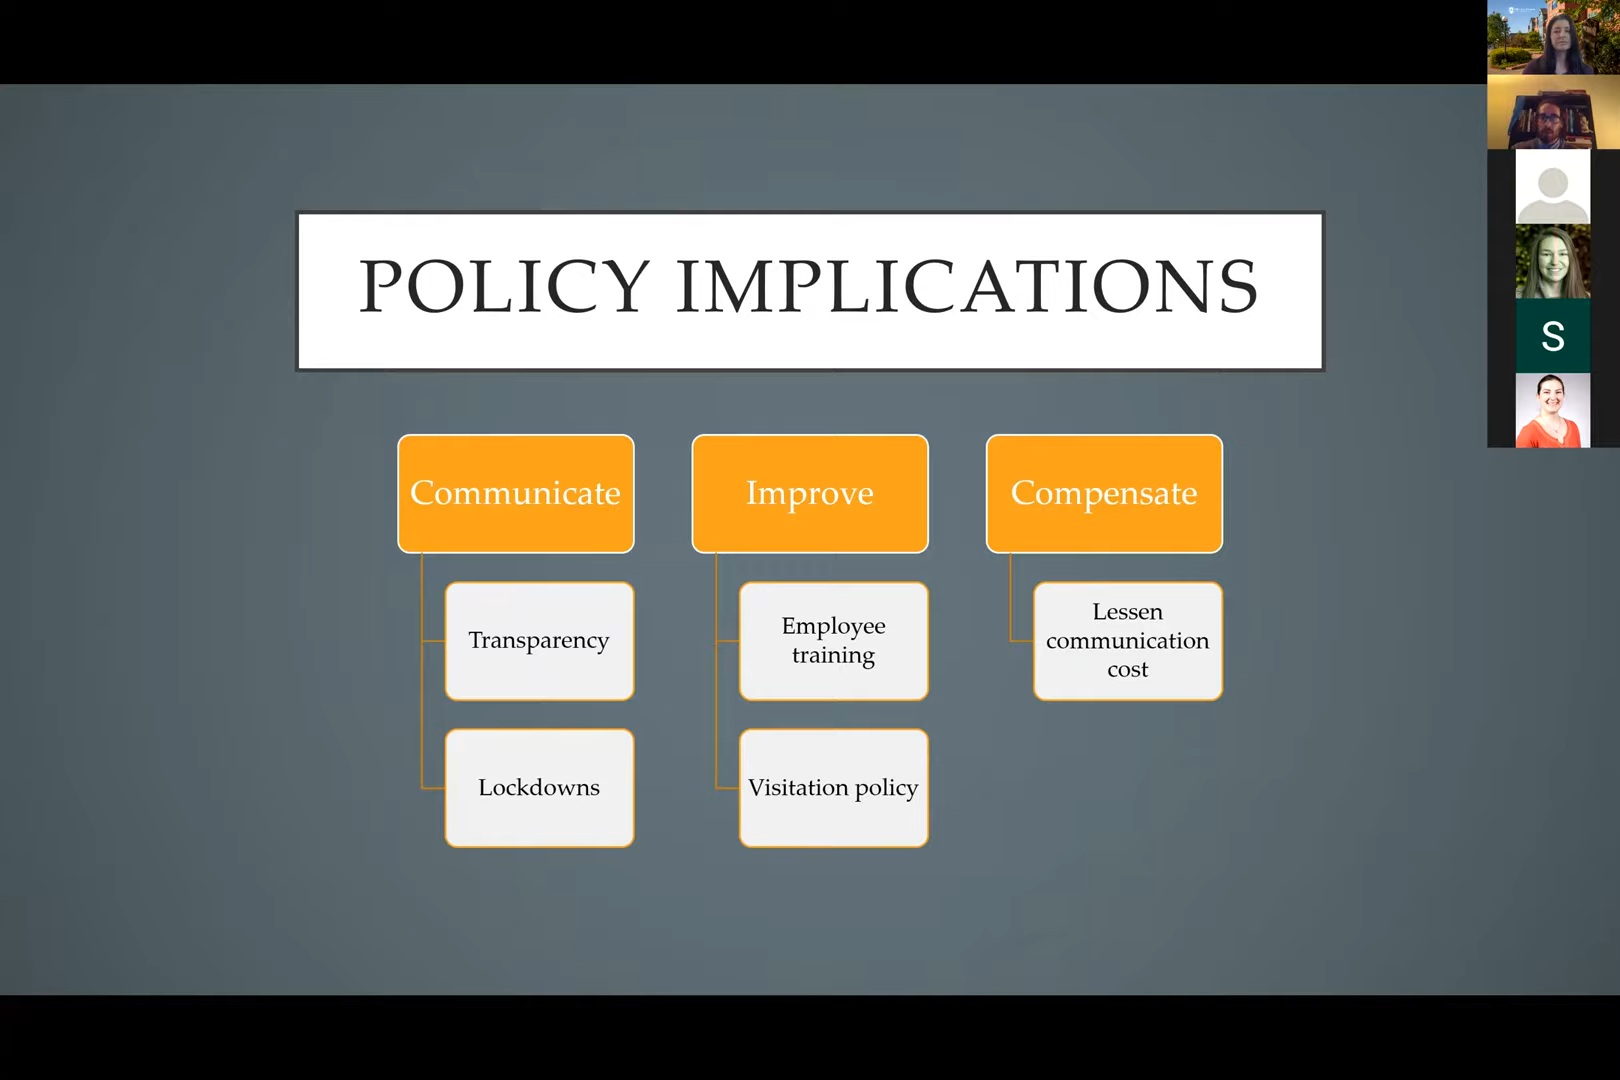 POLICY IMPLICATIONS
Communicate
Transparency
Lockdowns
Improve
Employee
training
Visitation policy
Compensate
Lessen
communication
cost
S